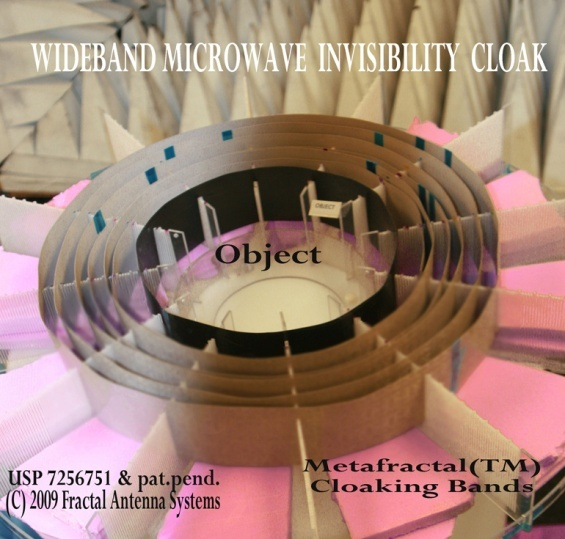 WIDEBAND MICROWAVE INVISIBILITY CLOAK
OBJECT
Object
Metafractal(TM)
Cloaking Bands
USP 7256751 & pat.pend.
(C) 2009 Fractal Antenna Systems